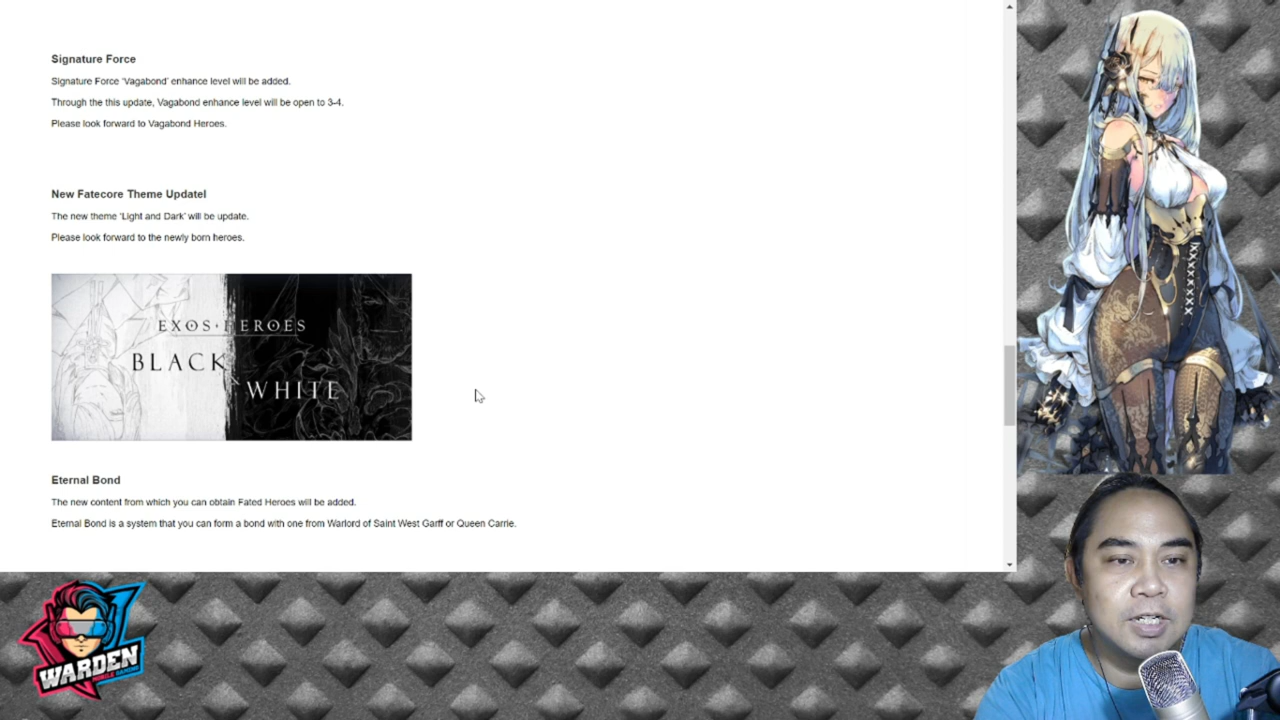 Signature Force
Signature Force 'Vagabond' enhance level will be added.
Through the this update, Vagabond enhance level will be open to 3-4.
Please look forward to Vagabond Heroes.
New Fatecore Theme Update!
The new theme 'Light and Dark' will be update.
Please look forward to the newly born heroes.
EXOS HEROES
BLACK
WHITE
Eternal Bond
The new content from which you can obtain Fated Heroes will be added.
Eternal Bond is a system that you can form a bond with one from Warlord of Saint West Garff or Queen Carrie.
WARDEN
MOBILE GAMING